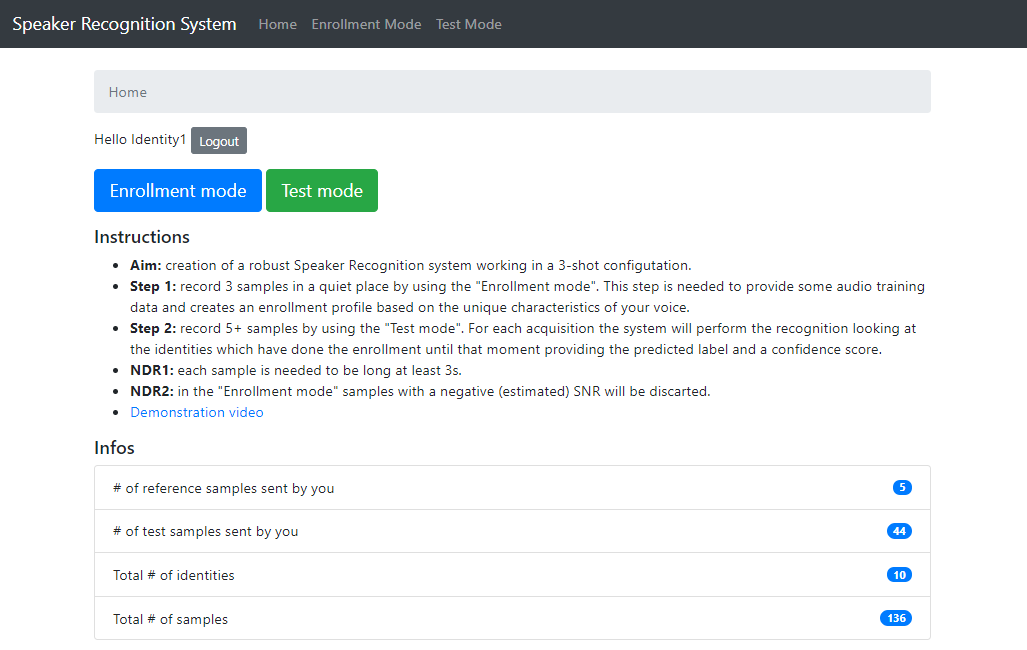 Speaker Recognition System Home Enrollment Mode Test Mode
Home
Hello Identity1 Logout
Enrollment mode Test mode
Instructions
Aim: creation of a robust Speaker Recognition system working in a 3-shot configutation.
Step 1: record 3 samples in a quiet place by using the "Enrollment mode". This step is needed to provide some audio training
data and creates an enrollment profile based on the unique characteristics of your voice.
Step 2: record 5+ samples by using the "Test mode". For each acquisition the system will perform the recognition looking at
the identities which have done the enrollment until that moment providing the predicted label and a confidence score.
NDR1: each sample is needed to be long at least 3s.
NDR2: in the "Enrollment mode" samples with a negative (estimated) SNR will be discarted.
Demonstration video
Infos
# of reference samples sent by you 5
# of test samples sent by you 44
Total # of identities 10
Total # of samples 136